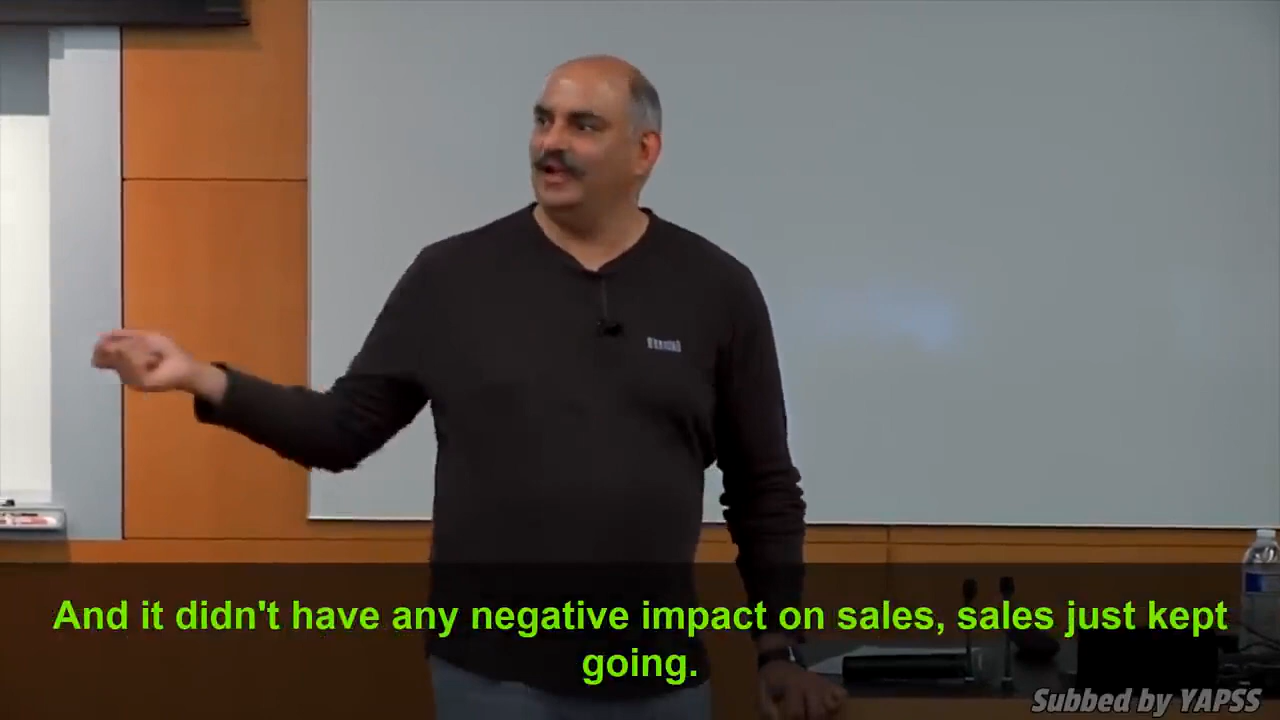 And it didn't have any negative impact on sales, sales just kept
going.
Subbed by YAPSS